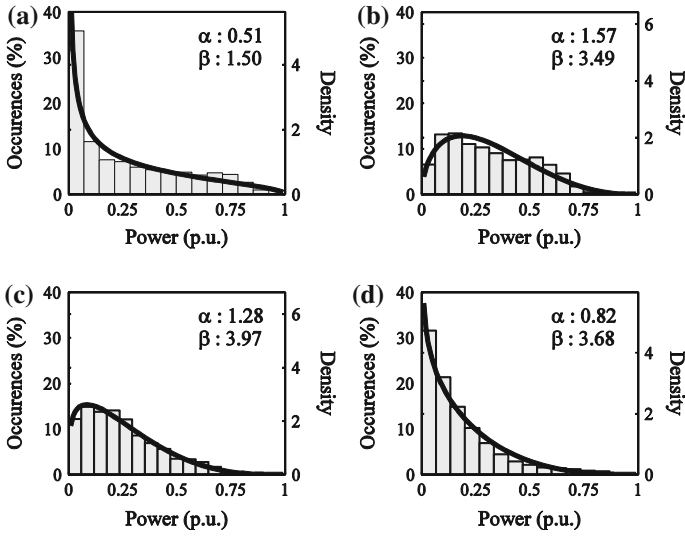 (a)
40
30
20
10
0
Occurences (%)
α : 0.51
β : 1.50
4
2
0
Density
0 0.25 0.5 0.75 1
Power (p.u.)
(b)
40
30
20
10
0
Occurences (%)
α : 1.57
β : 3.49
6
4
2
0
Density
0 0.25 0.5 0.75 1
Power (p.u.)
(c)
40
30
20
10
0
Occurences (%)
α : 1.28
β : 3.97
6
4
2
0
Density
0 0.25 0.5 0.75 1
Power (p.u.)
(d)
40
30
20
10
0
Occurences (%)
α : 0.82
β : 3.68
4
2
0
Density
0 0.25 0.5 0.75 1
Power (p.u.)